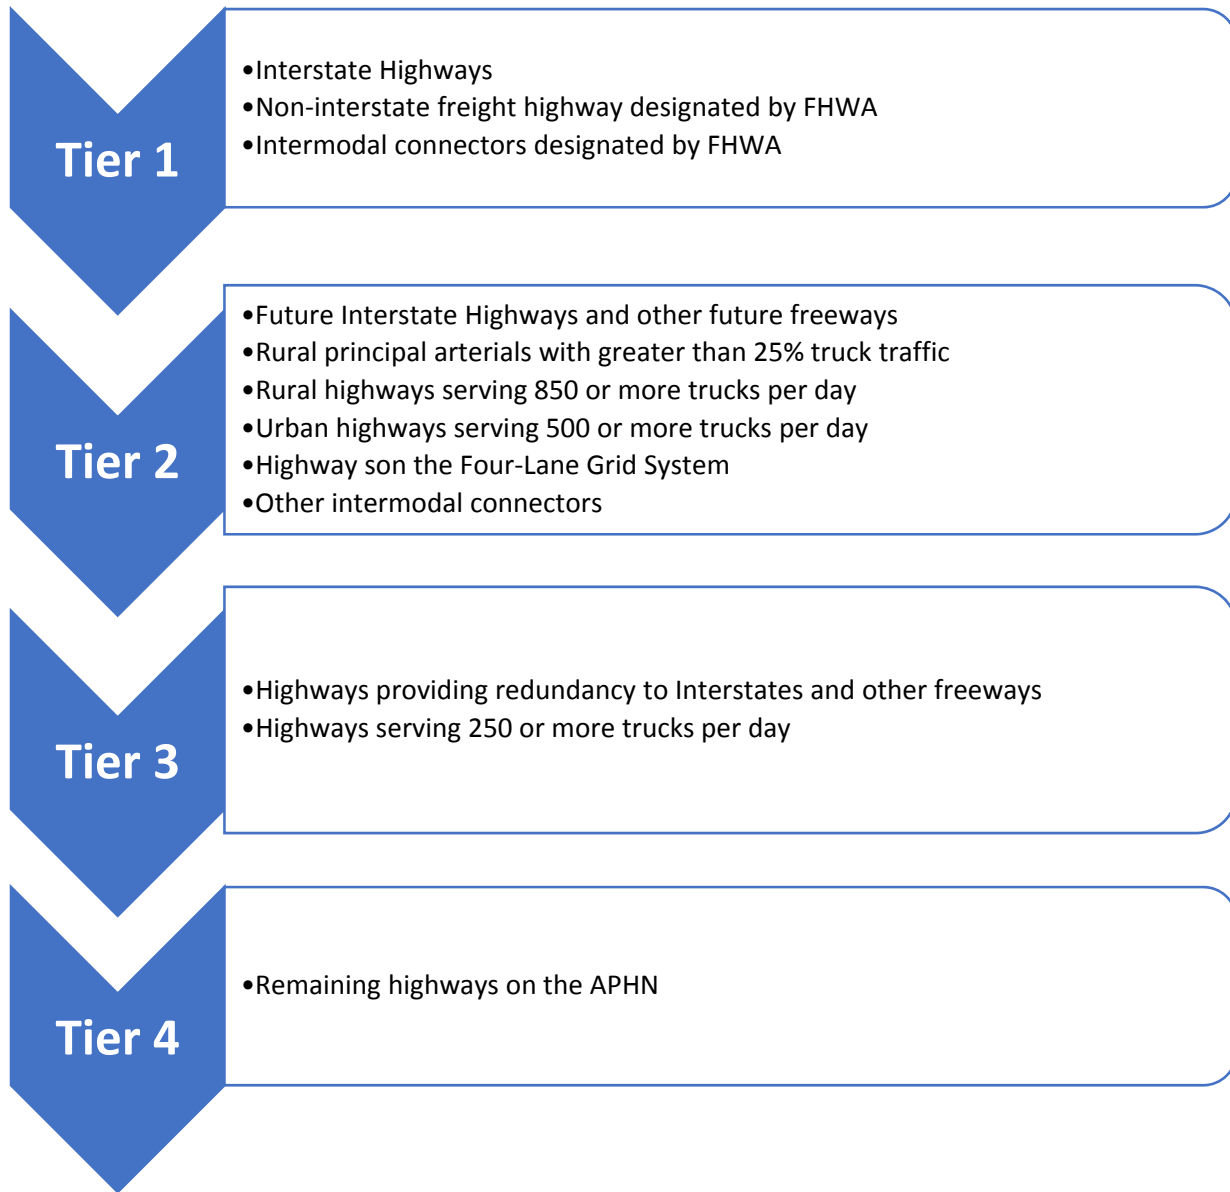 Tier 1
•Interstate Highways
•Non-interstate freight highway designated by FHWA
•Intermodal connectors designated by FHWA
Tier 2
•Future Interstate Highways and other future freeways
•Rural principal arterials with greater than 25% truck traffic
•Rural highways serving 850 or more trucks per day
•Urban highways serving 500 or more trucks per day
•Highway son the Four-Lane Grid System
•Other intermodal connectors
Tier 3
•Highways providing redundancy to Interstates and other freeways
•Highways serving 250 or more trucks per day
Tier 4
•Remaining highways on the APHN